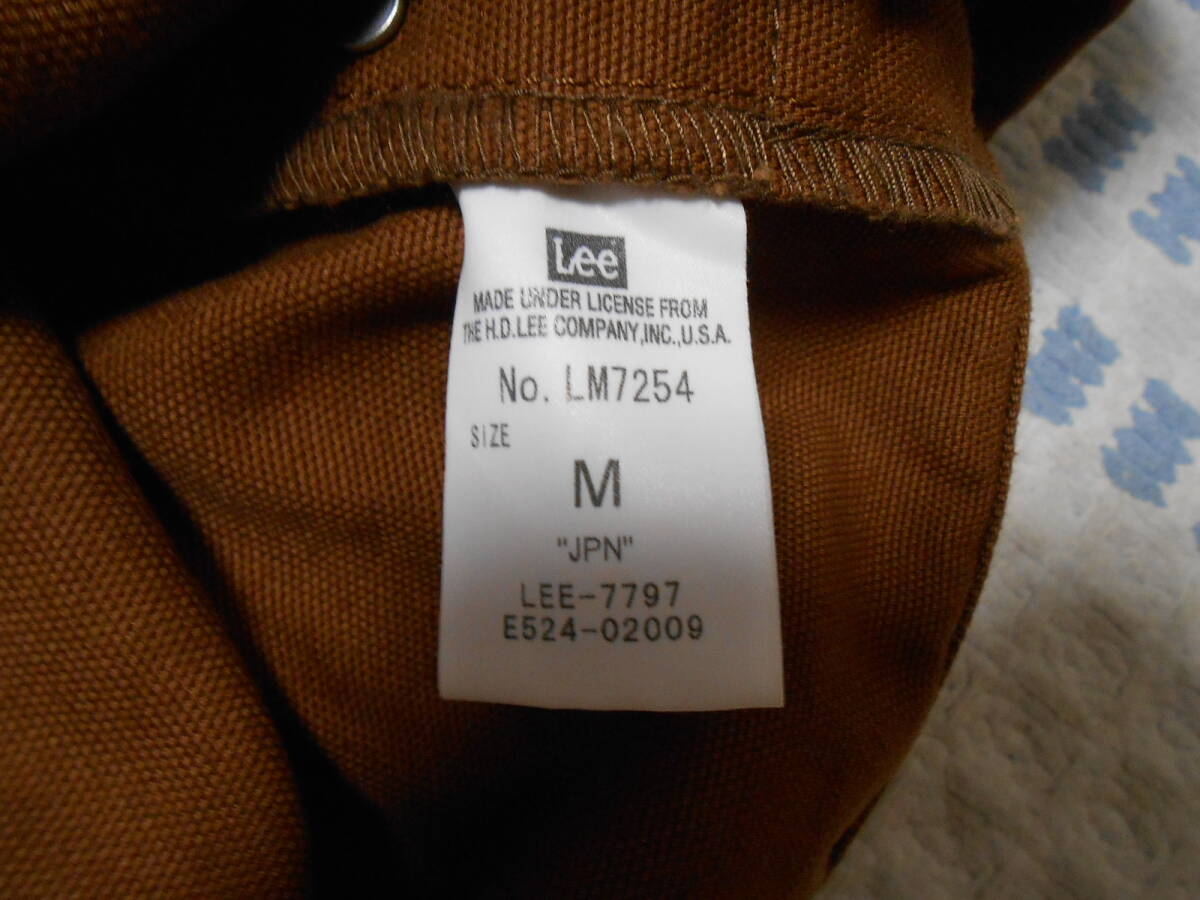 Lee
MADE UNDER LICENSE FROM
THE H.D.LEE COMPANY,INC.,U.S.A.
No. LM7254
SIZE
M
"JPN"
LEE-7797
E524-02009